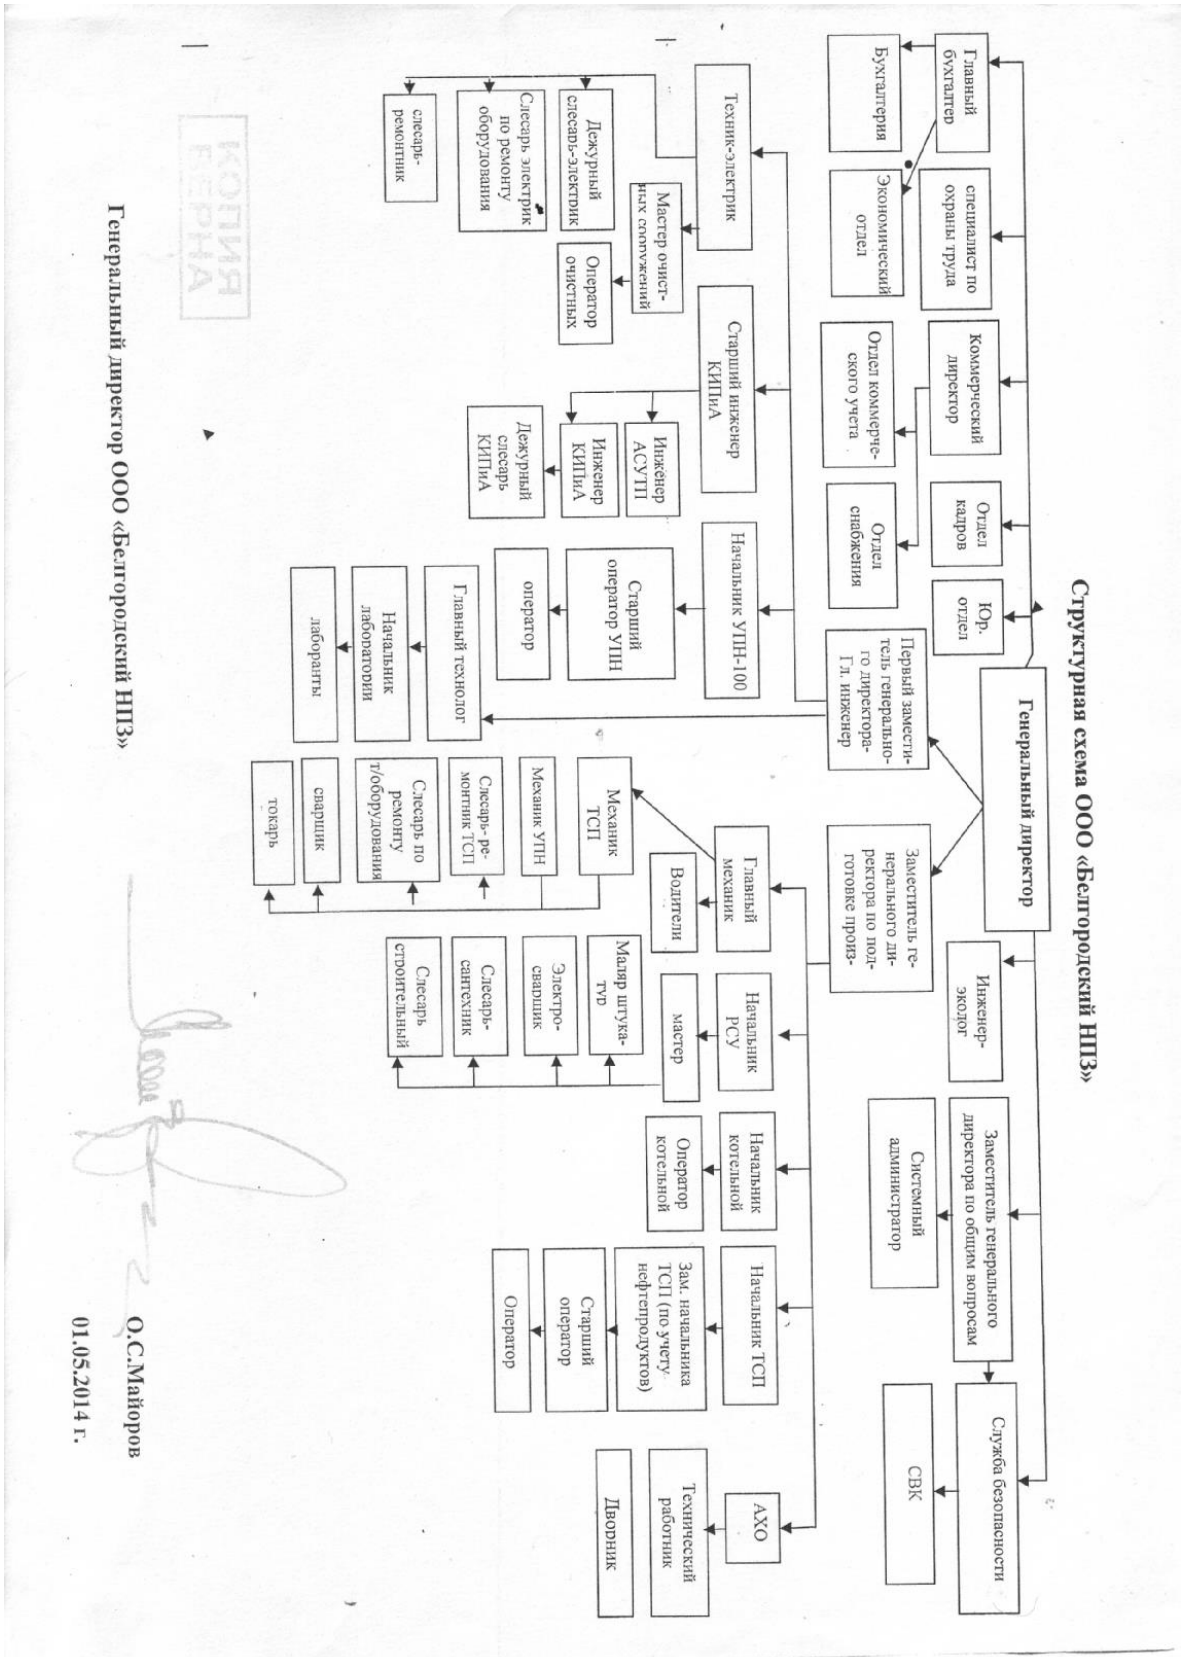 Структурная схема ООО «Белгородский НПЗ»
Генеральный директор
Главный
бухгалтер
специалист по
охраны труда
Коммерческий
директор
Отдел
кадров
Юр.
отдел
Инженер-
эколог
Заместитель генерального
директора по общим вопросам
Служба безопасности
Бухгалтерия
Экономический
отдел
Отдел коммерче-
ского учета
Отдел
снабжения
Первый замести-
тель генерально-
го директора-
Гл. инженер
Заместитель ге-
нерального ди-
ректора по под-
готовке произ-
Системный
администратор
СВК
Техник-электрик
Старший инженер
КИПиА
Начальник УПН-100
Главный
механик
Начальник
РСУ
Начальник
котельной
Начальник ТСП
АХО
Мастер очист-
ных сооружений
Инженер
АСУТП
Старший
оператор УПН
Механик
ТСП
Водители
мастер
Оператор
котельной
Зам. начальника
ТСП (по учету
нефтепродуктов)
Технический
работник
Дежурный
слесарь-электрик
Оператор
очистных
Инженер
КИПиА
оператор
Механик УПН
Маляр штука-
тур
Старший
оператор
Дворник
Слесарь электрик
по ремонту
оборудования
Дежурный
слесарь
КИПиА
Главный технолог
Слесарь-ре-
монтник ТСП
Электро-
сварщик
Оператор
слесарь-
ремонтник
Начальник
лаборатории
Слесарь по
ремонту
т/оборудования
Слесарь-
сантехник
лаборанты
сварщик
Слесарь
строительный
токарь
КОПИЯ
ВЕРНА
Генеральный директор ООО «Белгородский НПЗ»
О.С.Майоров
01.05.2014 г.